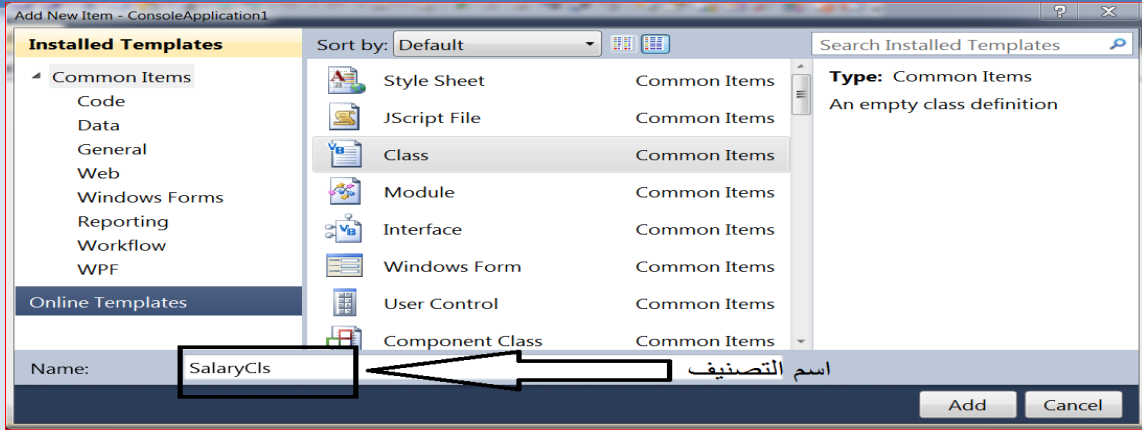 Add New Item - ConsoleApplication1
Installed Templates
Common Items
Code
Data
General
Web
Windows Forms
Reporting
Workflow
WPF
Online Templates
Sort by: Default
Search Installed Templates
Style Sheet Common Items
JScript File Common Items
Class Common Items
Module Common Items
Interface Common Items
Windows Form Common Items
User Control Common Items
Component Class Common Items
Type: Common Items
An empty class definition
Name: SalaryCls
اسم التصنيف
Add Cancel